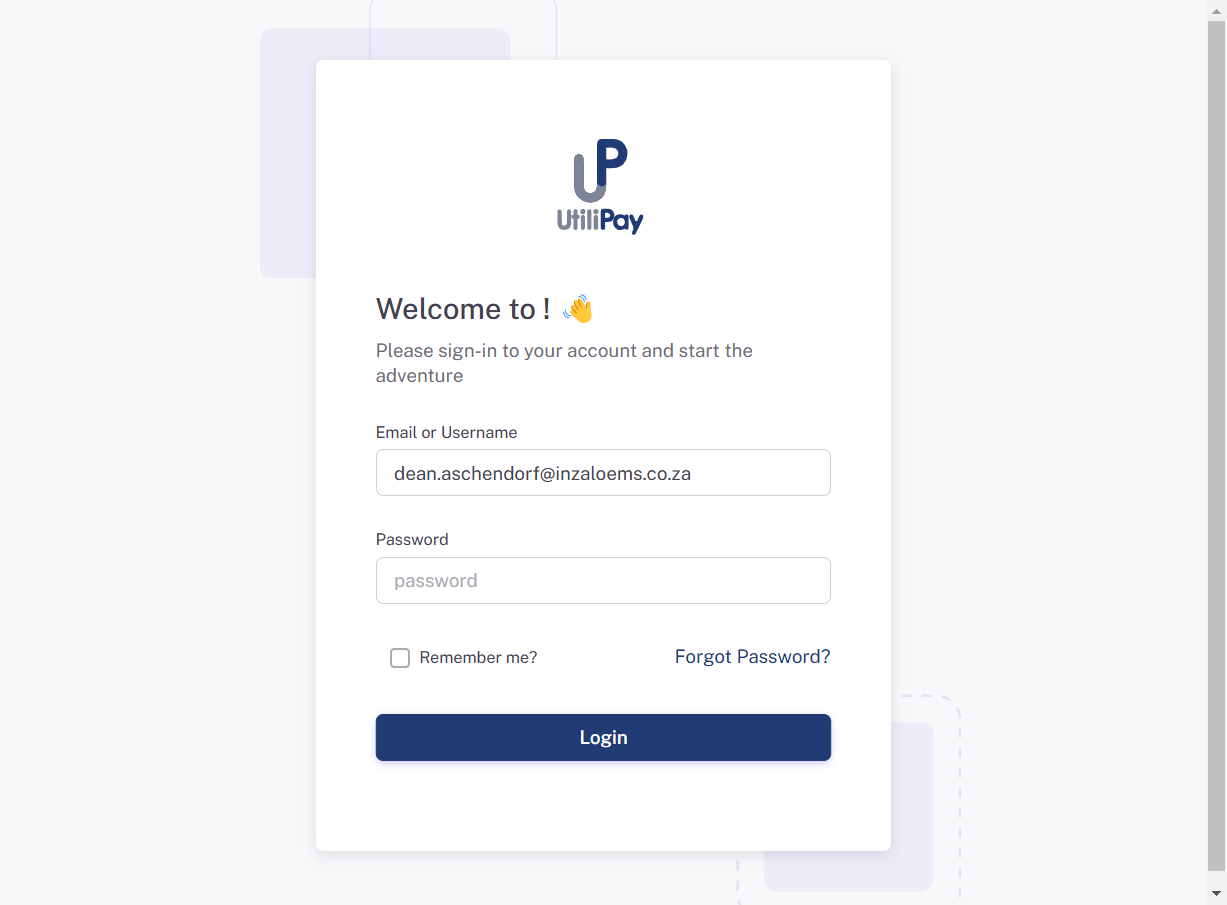 UP
UtiliPay
Welcome to ! 👋
Please sign-in to your account and start the
adventure
Email or Username
dean.aschendorf@inzaloems.co.za
Password
password
Remember me?
Forgot Password?
Login